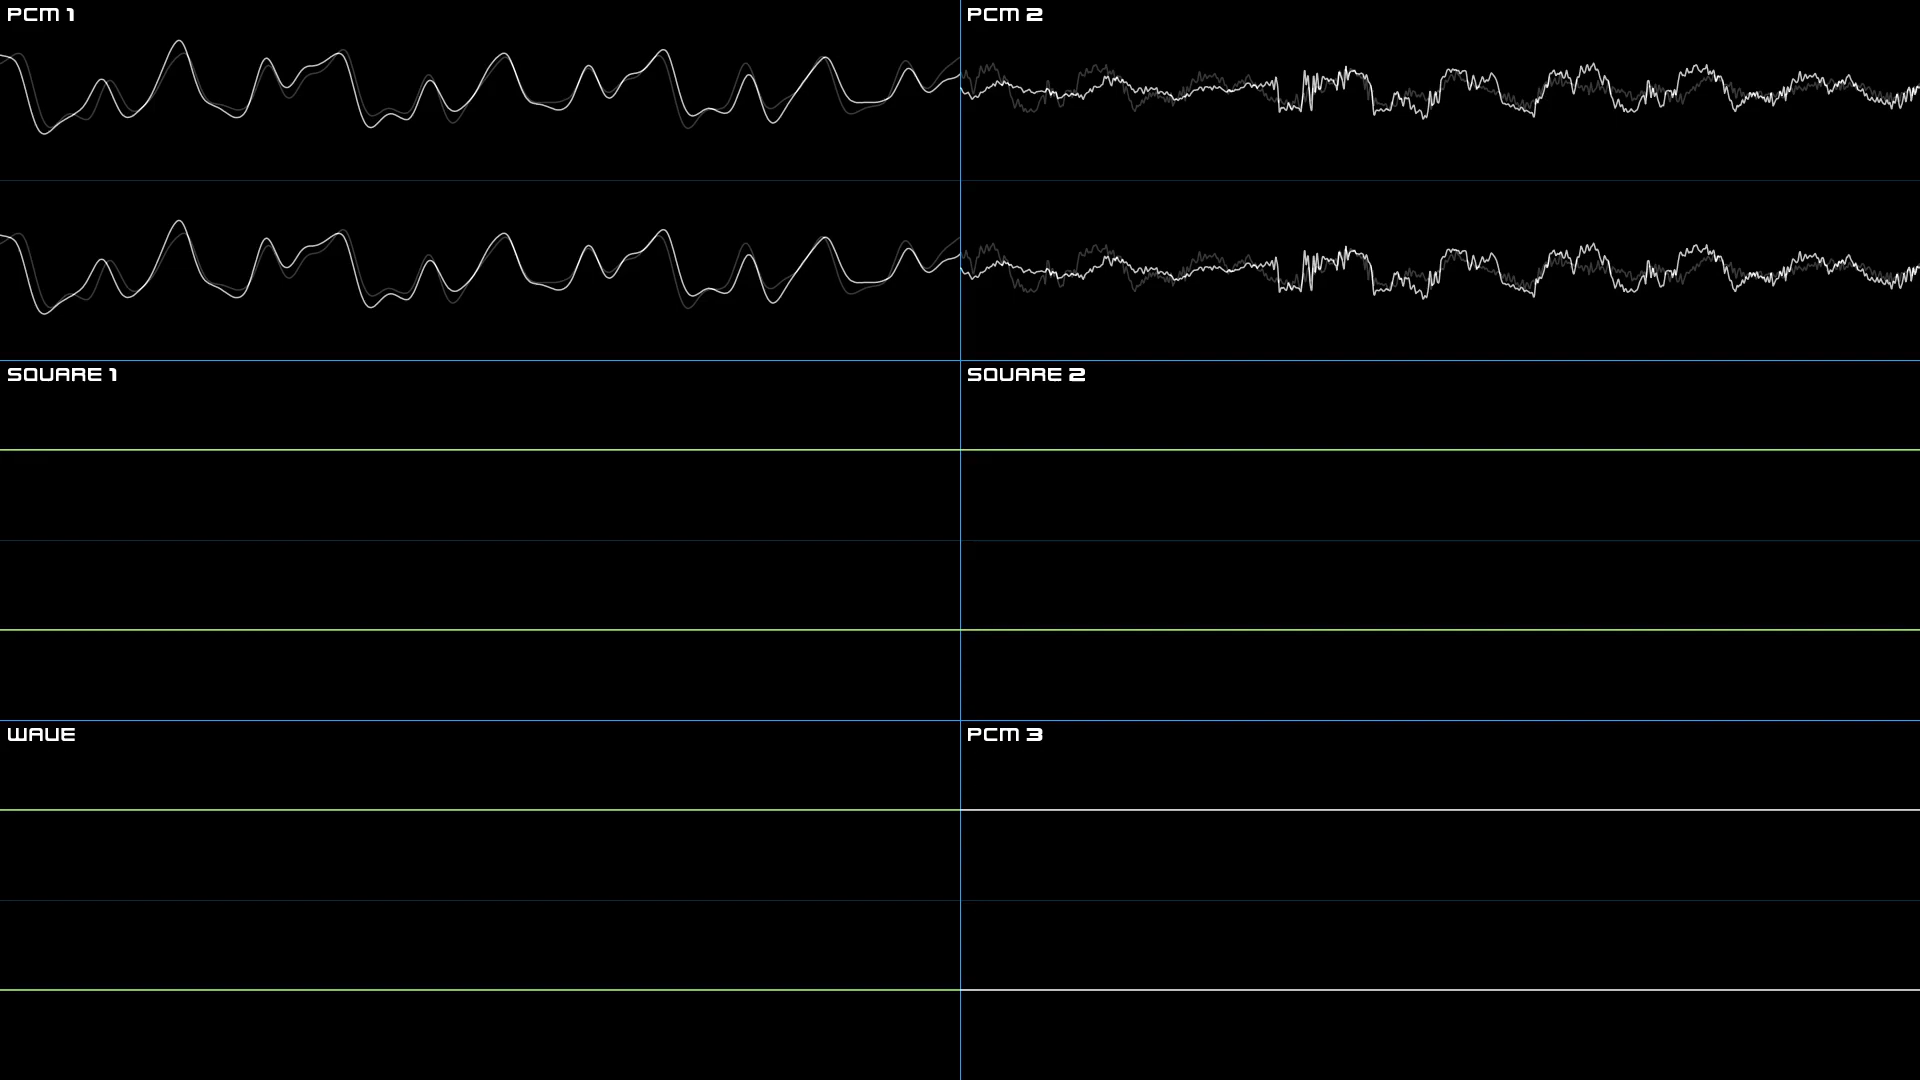 PCM 1
PCM 2
SQUARE 1
SQUARE 2
WAVE
PCM 3